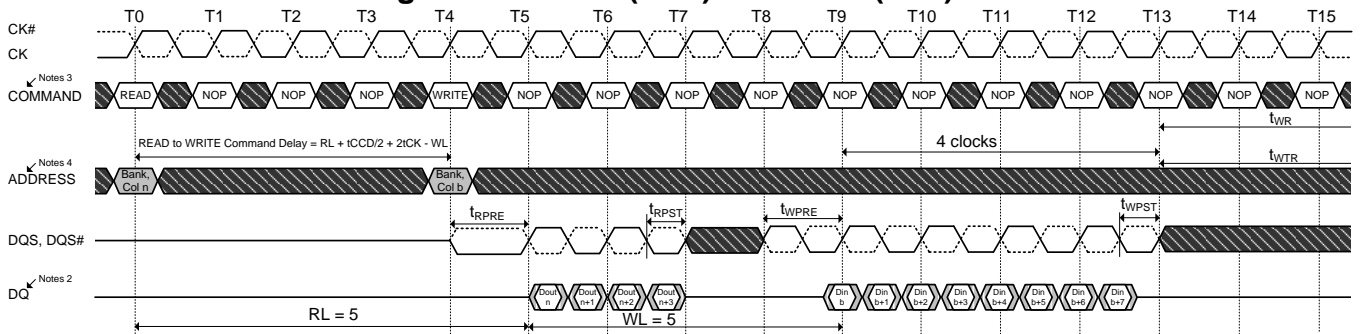 T0 T1 T2 T3 T4 T5 T6 T7 T8 T9 T10 T11 T12 T13 T14 T15
CK#
CK
Notes 3
COMMAND READ NOP NOP NOP WRITE NOP NOP NOP NOP NOP NOP NOP NOP NOP NOP NOP
tWR
READ to WRITE Command Delay = RL + tCCD/2 + 2tCK - WL
4 clocks
tWTR
Notes 4
ADDRESS
Bank, Col n
Bank, Col b
tRPRE tRPST tWPRE tWPST
DQS, DQS#
Notes 2
DQ
Dout n
Dout n+1
Dout n+2
Dout n+3
Din b
Din b+1
Din b+2
Din b+3
Din b+4
Din b+5
Din b+6
Din b+7
RL = 5 WL = 5